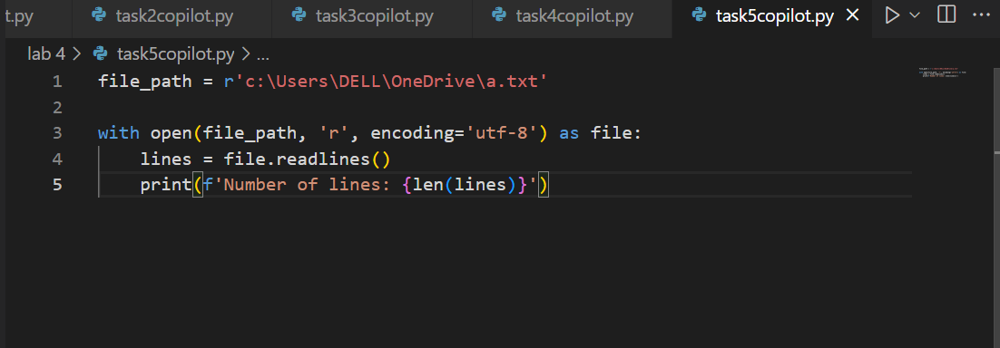 t.py task2copilot.py task3copilot.py task4copilot.py task5copilot.py
lab 4 > task5copilot.py > ...
1 file_path = r'c:\Users\DELL\OneDrive\a.txt'
2
3 with open(file_path, 'r', encoding='utf-8') as file:
4     lines = file.readlines()
5     print(f'Number of lines: {len(lines)}')